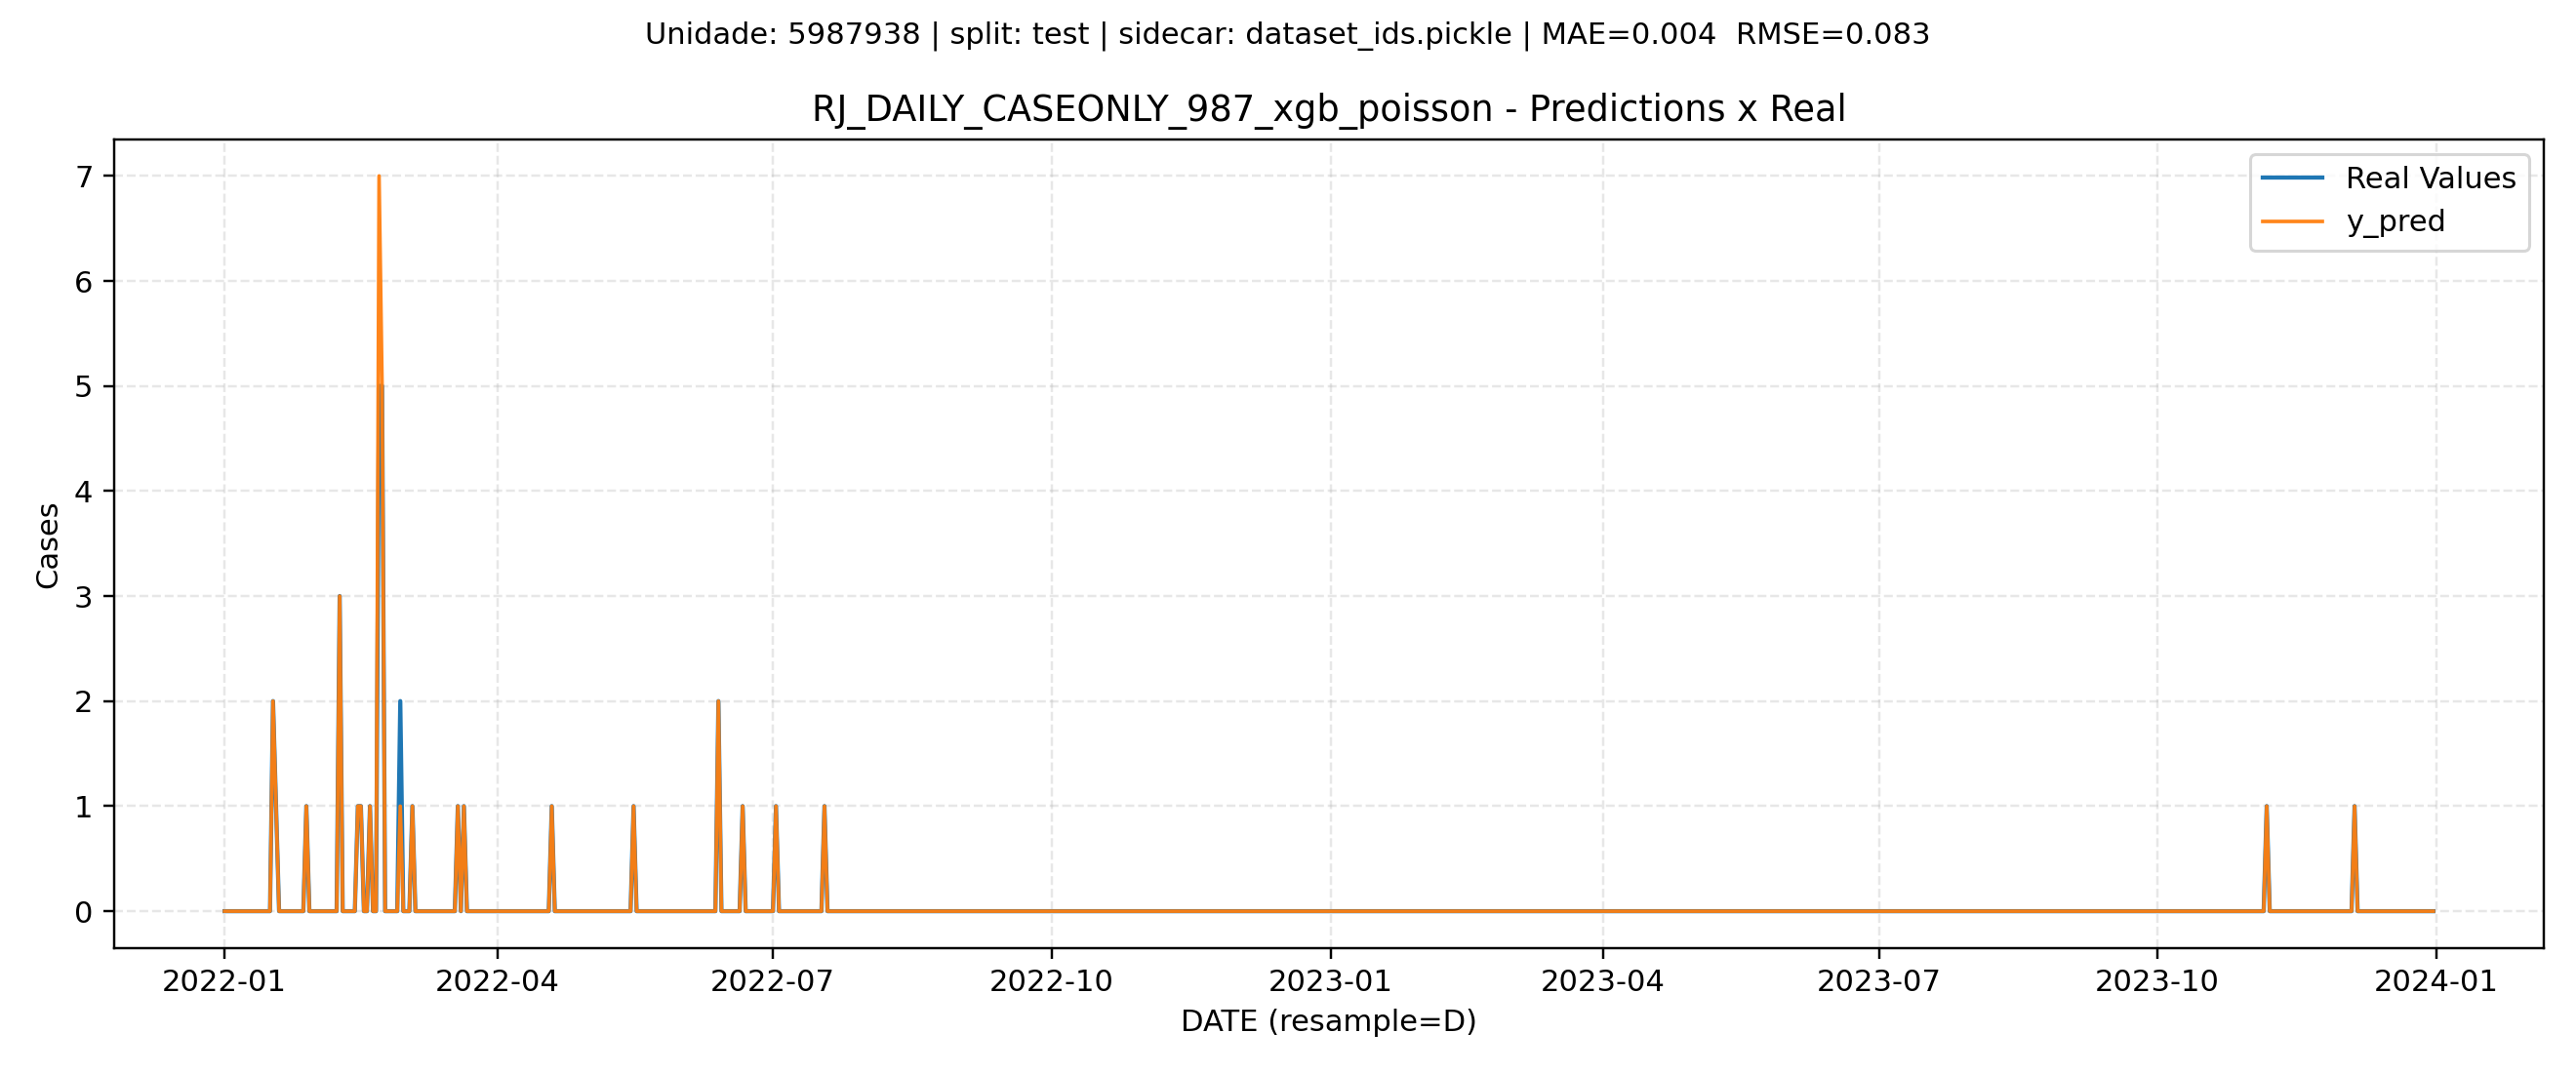 Unidade: 5987938 | split: test | sidecar: dataset_ids.pickle | MAE=0.004  RMSE=0.083
RJ_DAILY_CASEONLY_987_xgb_poisson - Predictions x Real
Real Values
y_pred
7
6
5
4
3
2
1
0
Cases
2022-01
2022-04
2022-07
2022-10
2023-01
2023-04
2023-07
2023-10
2024-01
DATE (resample=D)